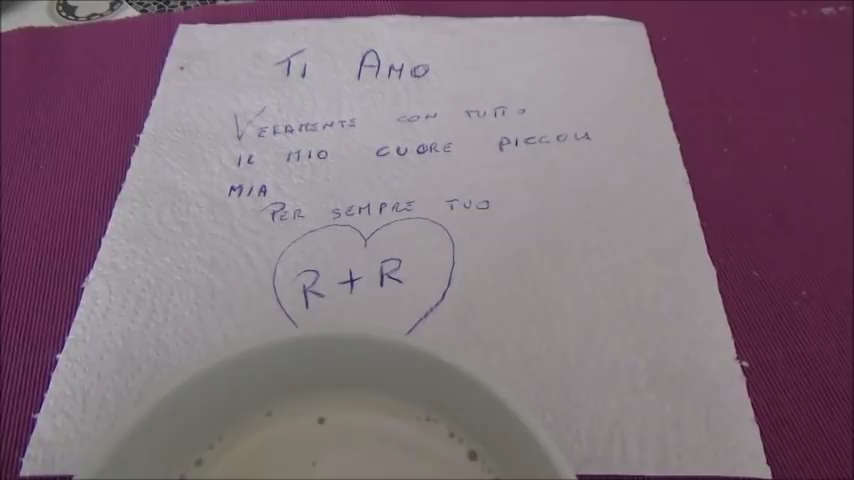 TI AMO
VERAMENTE CON TUTTO
IL MIO CUORE PICCOLA
MIA
PER SEMPRE TUO
R + R